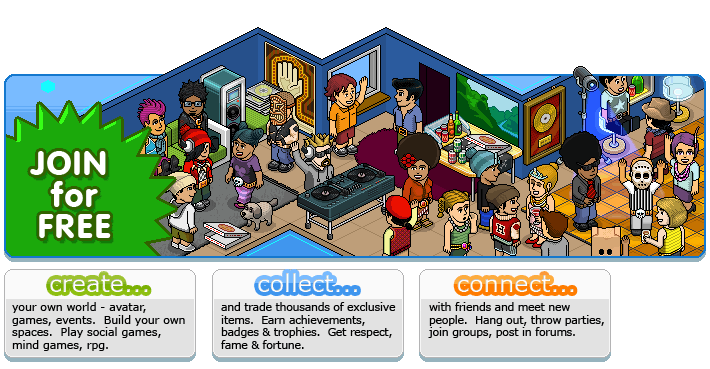 JOIN
for
FREE
create...
your own world - avatar,
games, events.  Build your own
spaces.  Play social games,
mind games, rpg.
collect...
and trade thousands of exclusive
items.  Earn achievements,
badges & trophies.  Get respect,
fame & fortune.
connect...
with friends and meet new
people.  Hang out, throw parties,
join groups, post in forums.